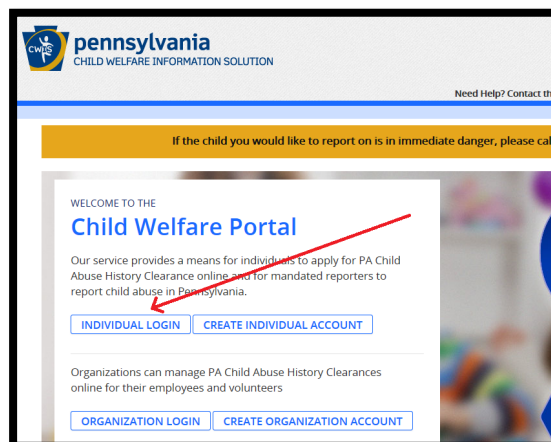 CWIS
pennsylvania
CHILD WELFARE INFORMATION SOLUTION
Need Help? Contact
If the child you would like to report on is in immediate danger, please
WELCOME TO THE
Child Welfare Portal
Our service provides a means for individuals to apply for PA Child
Abuse History Clearance online and for mandated reporters to
report child abuse in Pennsylvania.
INDIVIDUAL LOGIN CREATE INDIVIDUAL ACCOUNT
Organizations can manage PA Child Abuse History Clearances
online for their employees and volunteers
ORGANIZATION LOGIN CREATE ORGANIZATION ACCOUNT